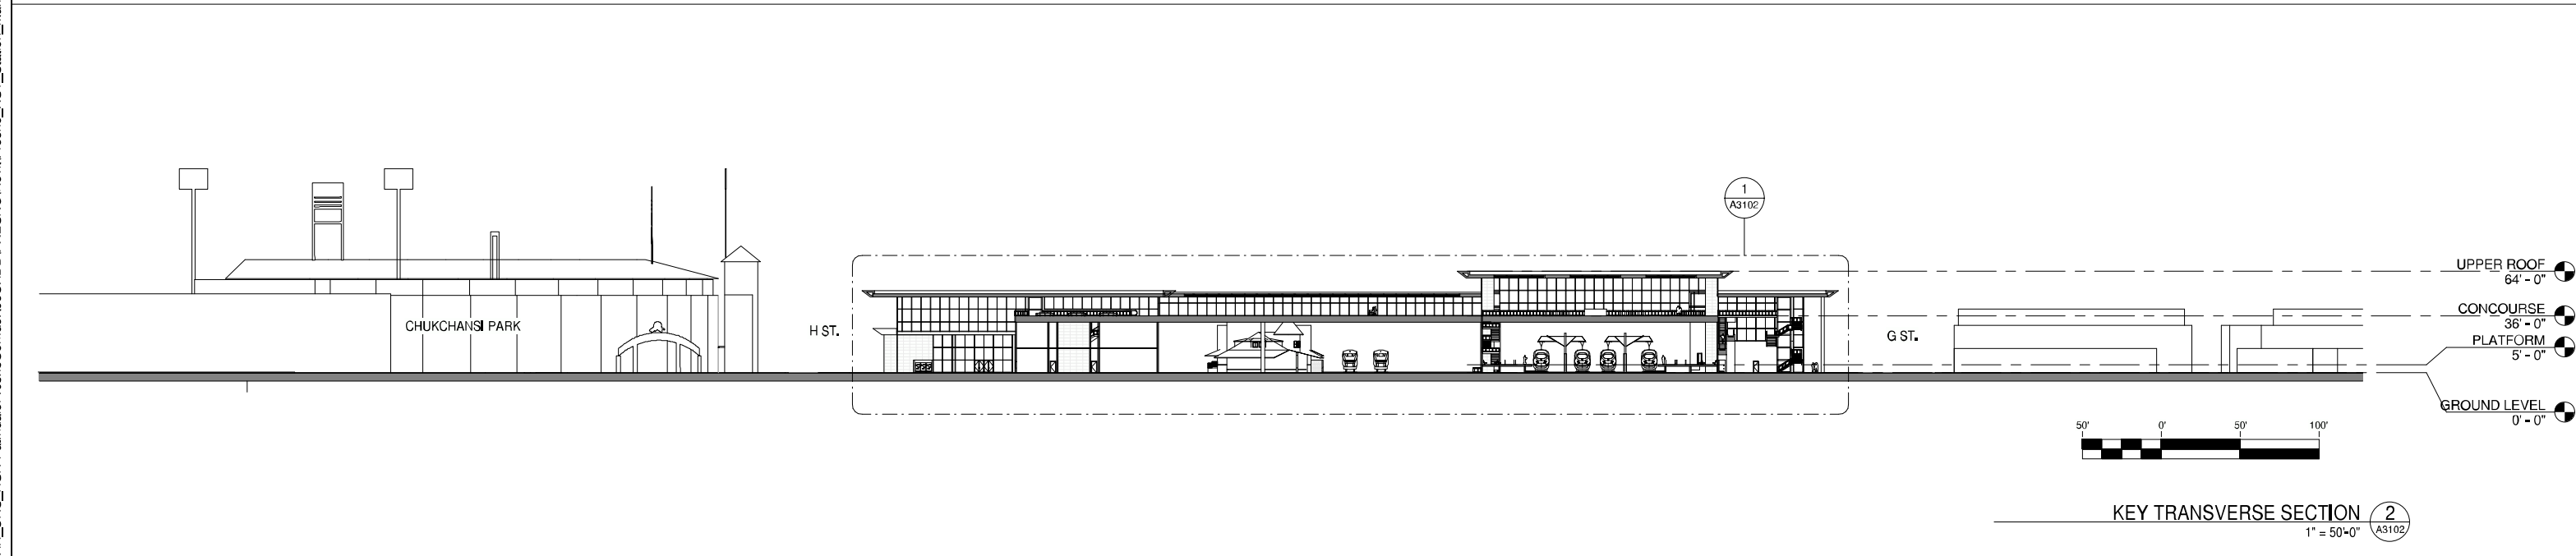 1
A3102
UPPER ROOF
64' - 0"
CONCOURSE
36' - 0"
CHUKCHANSI PARK
H ST.
G ST.
PLATFORM
5' - 0"
GROUND LEVEL
0' - 0"
50' 0' 50' 100'
KEY TRANSVERSE SECTION 2
1" = 50'-0" A3102